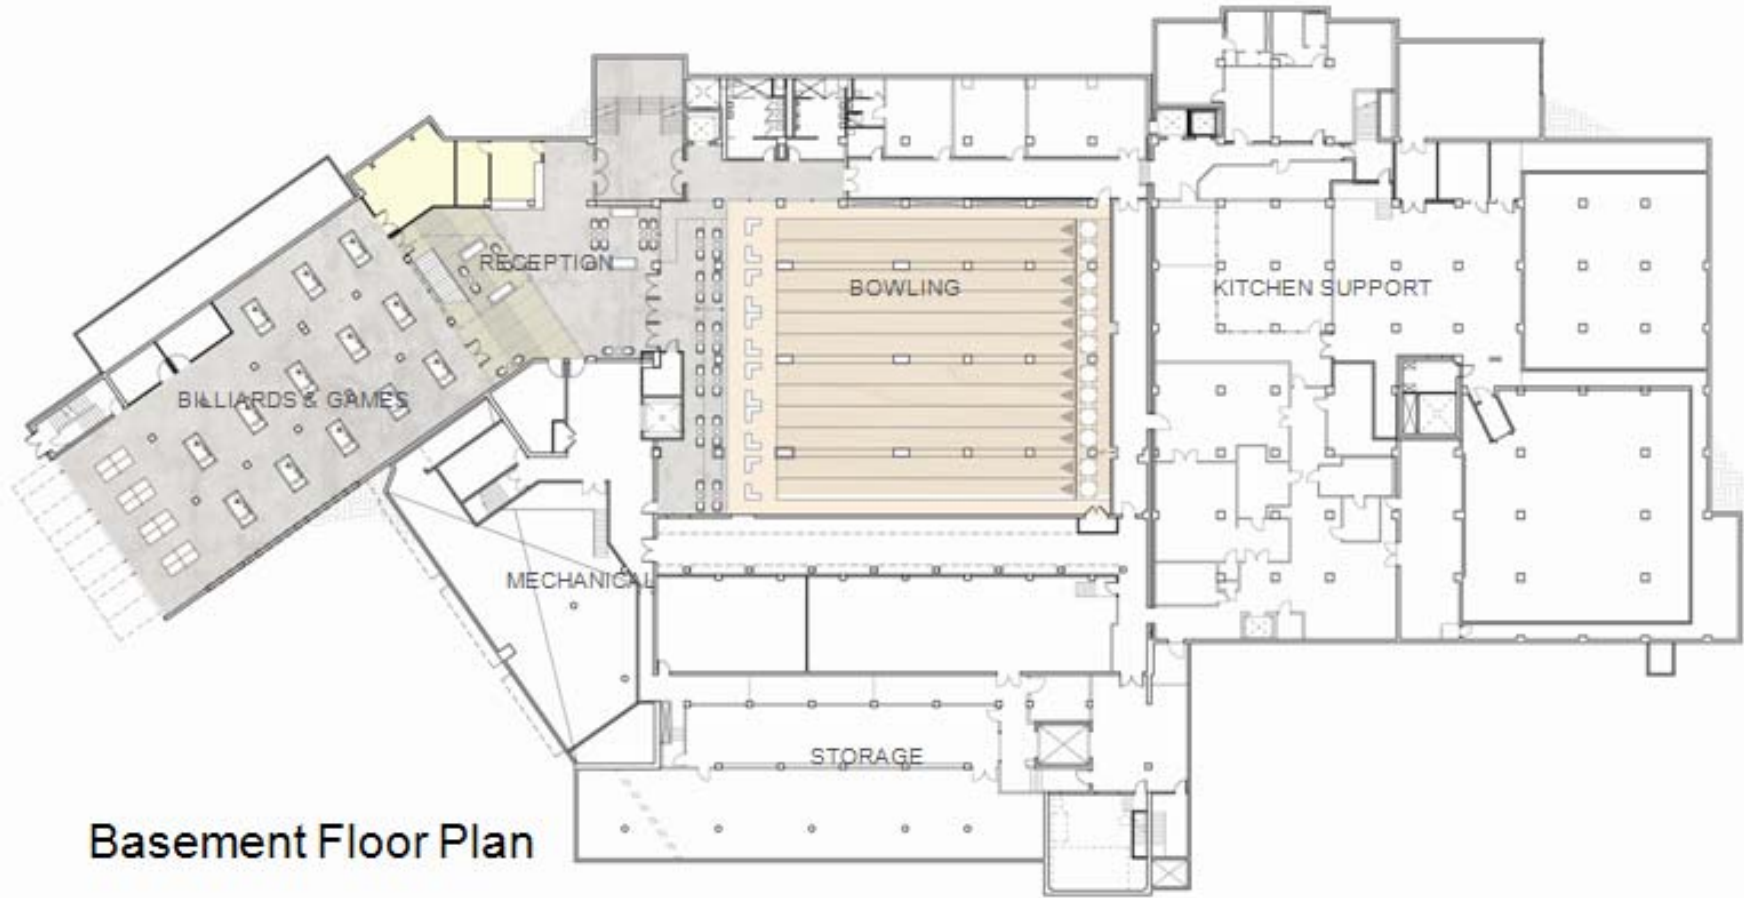 RECEPTION
BOWLING
KITCHEN SUPPORT
BILLIARDS & GAMES
MECHANICAL
STORAGE
Basement Floor Plan